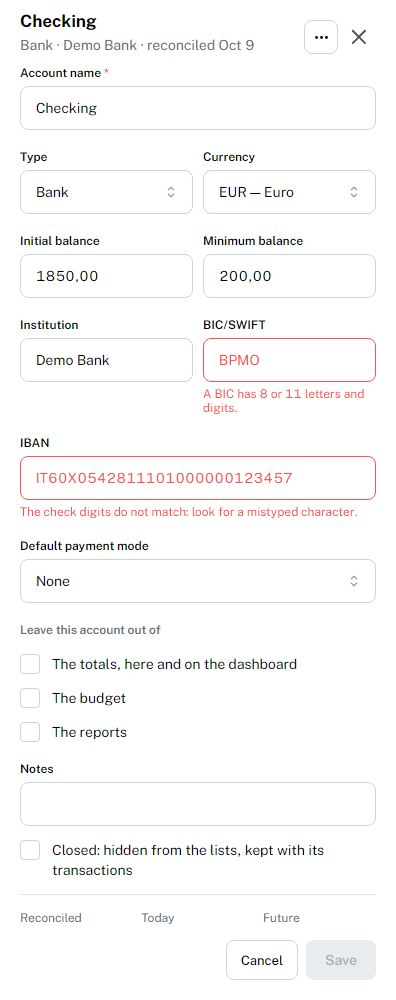 Checking
Bank · Demo Bank · reconciled Oct 9
Account name *
Checking
Type
Currency
Bank
EUR — Euro
Initial balance
Minimum balance
1850,00
200,00
Institution
BIC/SWIFT
Demo Bank
BPMO
A BIC has 8 or 11 letters and
digits.
IBAN
IT60X0542811101000000123457
The check digits do not match: look for a mistyped character.
Default payment mode
None
Leave this account out of
The totals, here and on the dashboard
The budget
The reports
Notes
Closed: hidden from the lists, kept with its
transactions
Reconciled
Today
Future
Cancel
Save